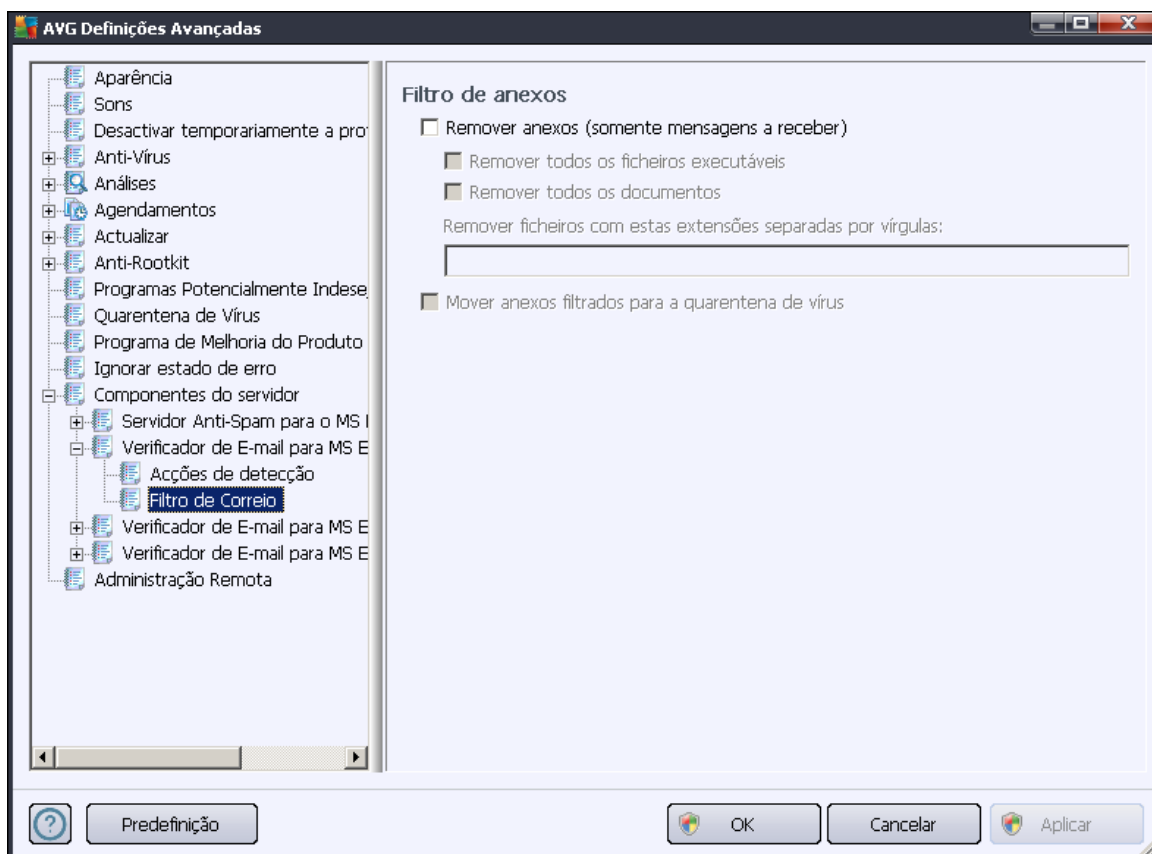 AVG Definições Avançadas
Aparência
Sons
Desactivar temporariamente a pro
Anti-Vírus
Análises
Agendamentos
Actualizar
Anti-Rootkit
Programas Potencialmente Indese
Quarentena de Vírus
Programa de Melhoria do Produto
Ignorar estado de erro
Componentes do servidor
Servidor Anti-Spam para o MS
Verificador de E-mail para MS E
Acções de detecção
Filtro de Correio
Verificador de E-mail para MS E
Verificador de E-mail para MS E
Administração Remota
Filtro de anexos
Remover anexos (somente mensagens a receber)
Remover todos os ficheiros executáveis
Remover todos os documentos
Remover ficheiros com estas extensões separadas por vírgulas:
Mover anexos filtrados para a quarentena de vírus
Predefinição
OK
Cancelar
Aplicar